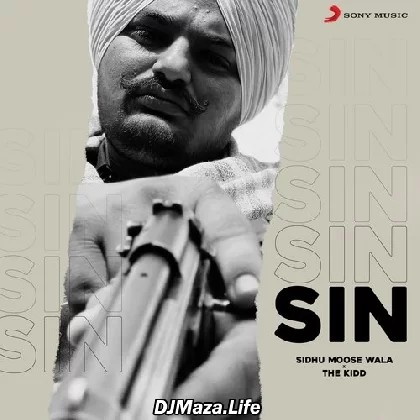 SONY MUSIC
SIN
SIN
SIN
SIN
SIN
SIN
SIN
SIN
SIN
SIDHU MOOSE WALA
×
THE KIDD
DJMaza.Life